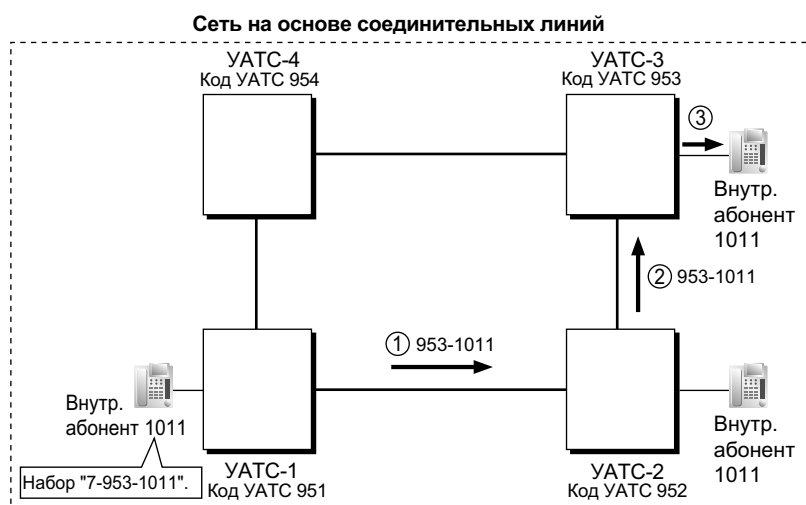 Сеть на основе соединительных линий
УАТС-4
Код УАТС 954
УАТС-3
Код УАТС 953
③
Внутр.
абонент
1011
② 953-1011
① 953-1011
Внутр.
абонент 1011
Набор "7-953-1011".
УАТС-1
Код УАТС 951
УАТС-2
Код УАТС 952
Внутр.
абонент
1011